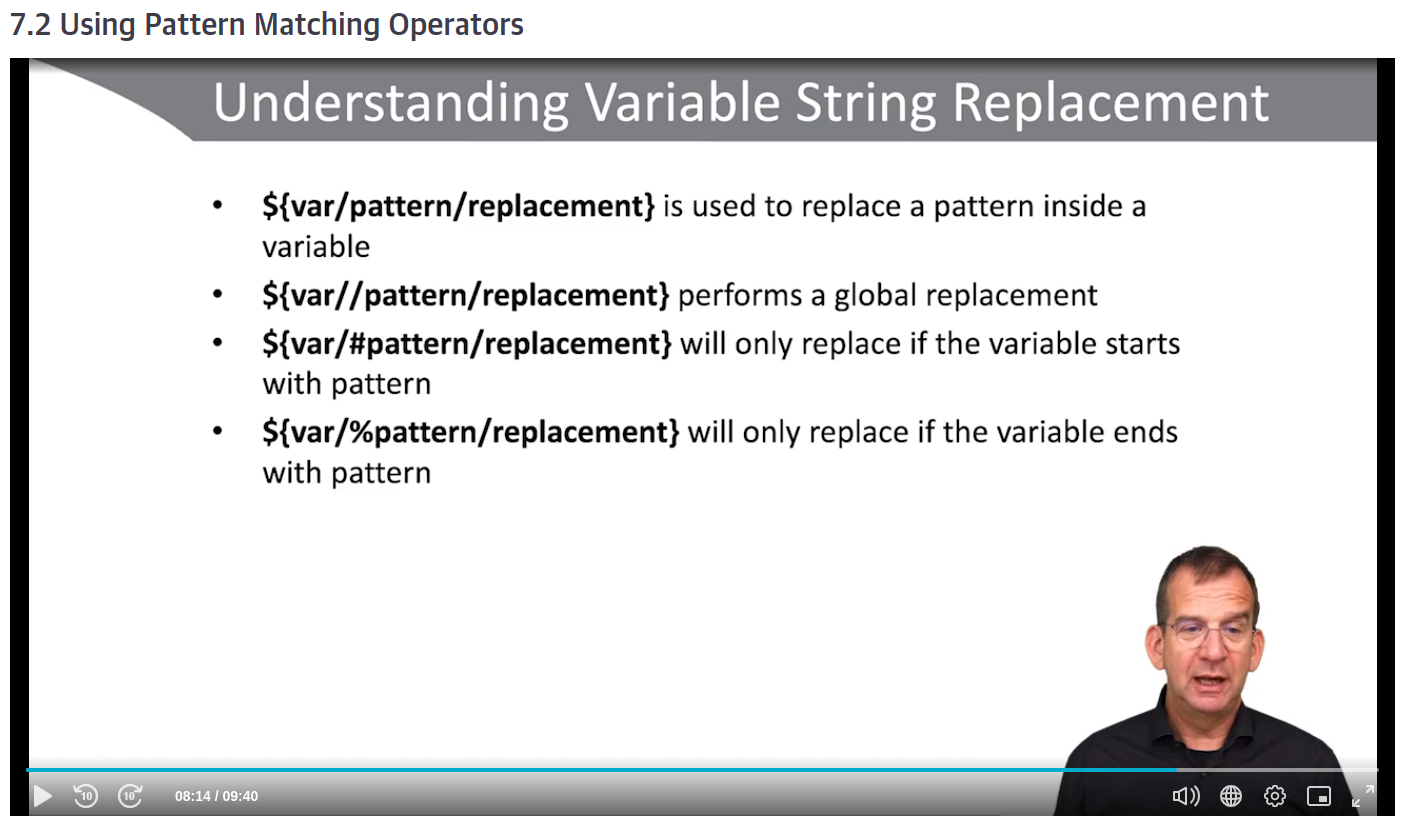 7.2 Using Pattern Matching Operators
Understanding Variable String Replacement
• ${var/pattern/replacement} is used to replace a pattern inside a
variable
• ${var//pattern/replacement} performs a global replacement
• ${var/#pattern/replacement} will only replace if the variable starts
with pattern
• ${var/%pattern/replacement} will only replace if the variable ends
with pattern
10 10 08:14 / 09:40